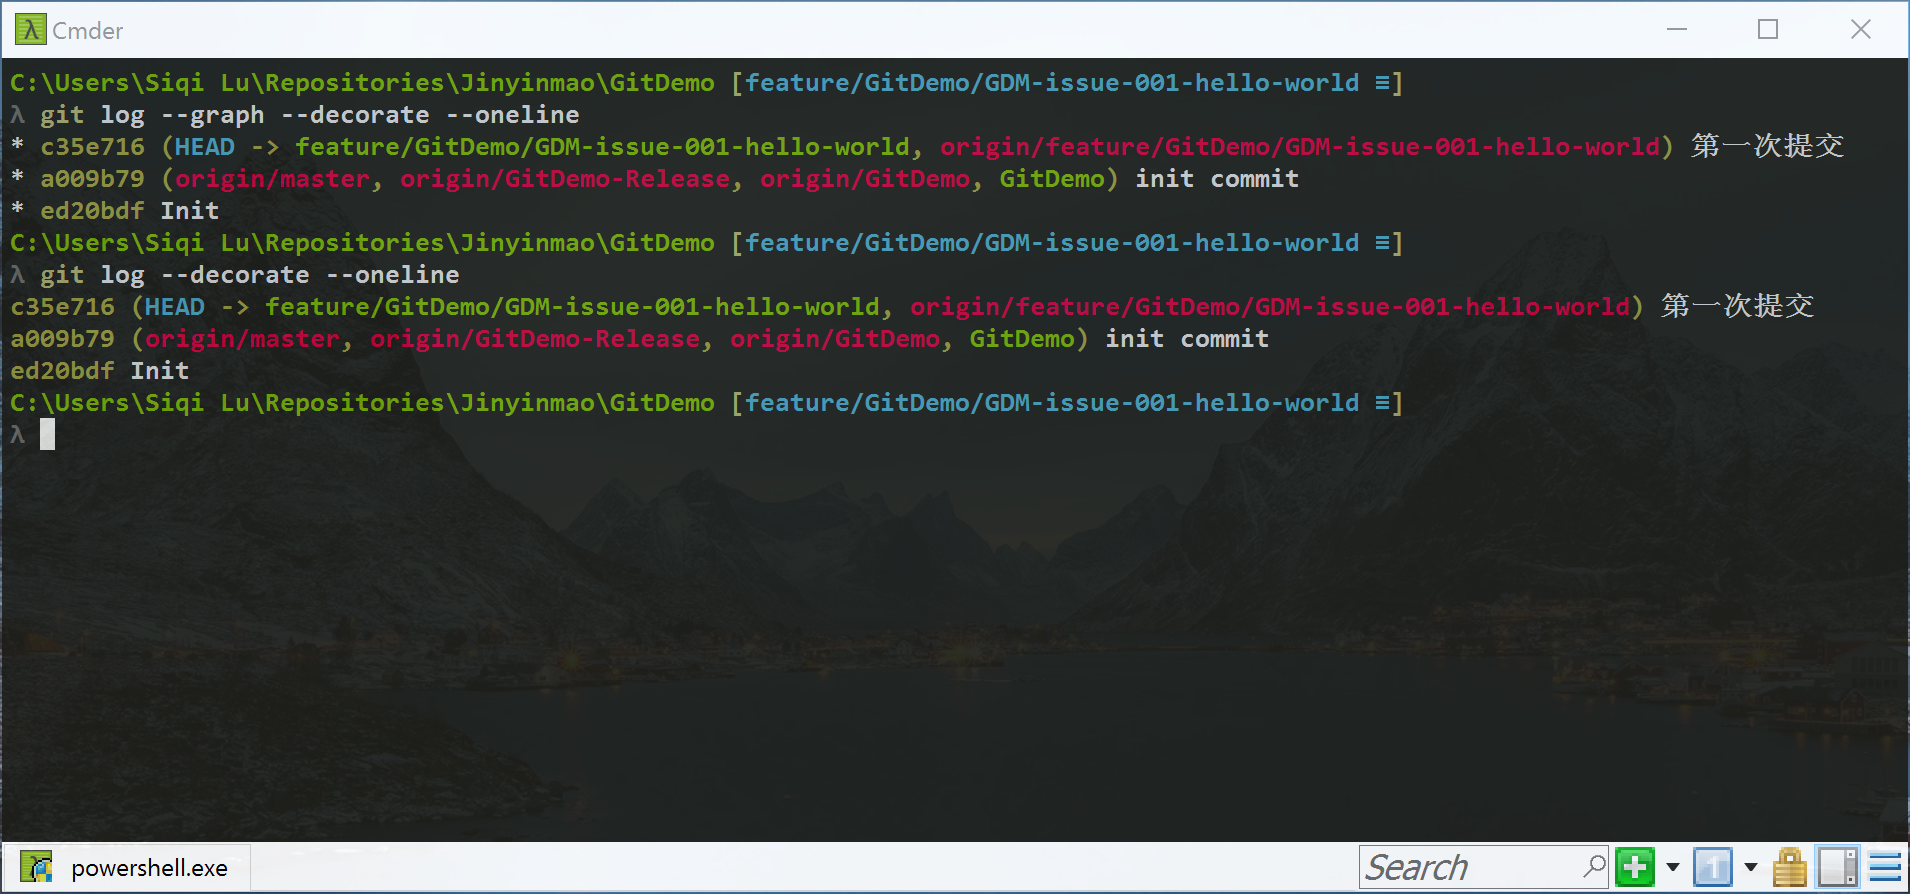 Cmder
C:\Users\Siqi Lu\Repositories\Jinyinmao\GitDemo [feature/GitDemo/GDM-issue-001-hello-world ≡]
λ git log --graph --decorate --oneline
* c35e716 (HEAD -> feature/GitDemo/GDM-issue-001-hello-world, origin/feature/GitDemo/GDM-issue-001-hello-world) 第一次提交
* a009b79 (origin/master, origin/GitDemo-Release, origin/GitDemo, GitDemo) init commit
* ed20bdf Init
C:\Users\Siqi Lu\Repositories\Jinyinmao\GitDemo [feature/GitDemo/GDM-issue-001-hello-world ≡]
λ git log --decorate --oneline
c35e716 (HEAD -> feature/GitDemo/GDM-issue-001-hello-world, origin/feature/GitDemo/GDM-issue-001-hello-world) 第一次提交
a009b79 (origin/master, origin/GitDemo-Release, origin/GitDemo, GitDemo) init commit
ed20bdf Init
C:\Users\Siqi Lu\Repositories\Jinyinmao\GitDemo [feature/GitDemo/GDM-issue-001-hello-world ≡]
λ
powershell.exe
Search
1